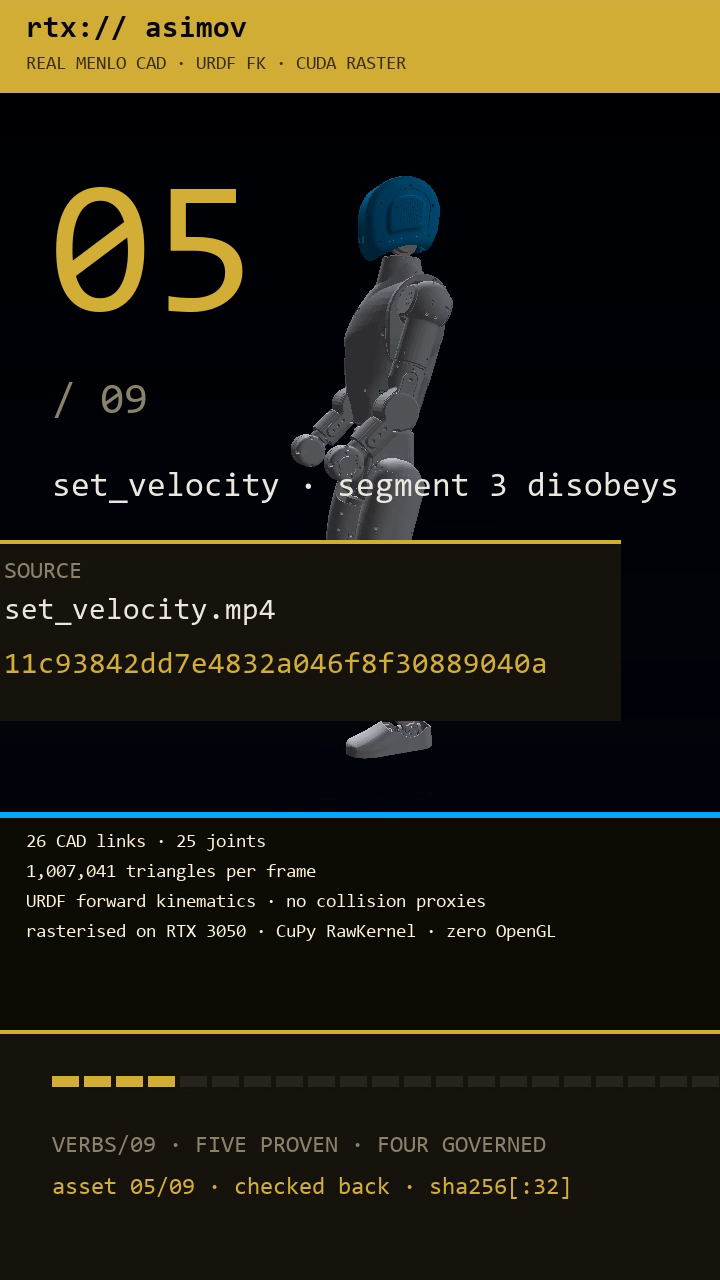 rtx:// asimov
REAL MENLO CAD · URDF FK · CUDA RASTER
05
/ 09
set_velocity · segment 3 disobeys
SOURCE
set_velocity.mp4
11c93842dd7e4832a046f8f30889040a
26 CAD links · 25 joints
1,007,041 triangles per frame
URDF forward kinematics · no collision proxies
rasterised on RTX 3050 · CuPy RawKernel · zero OpenGL
VERBS/09 · FIVE PROVEN · FOUR GOVERNED
asset 05/09 · checked back · sha256[:32]